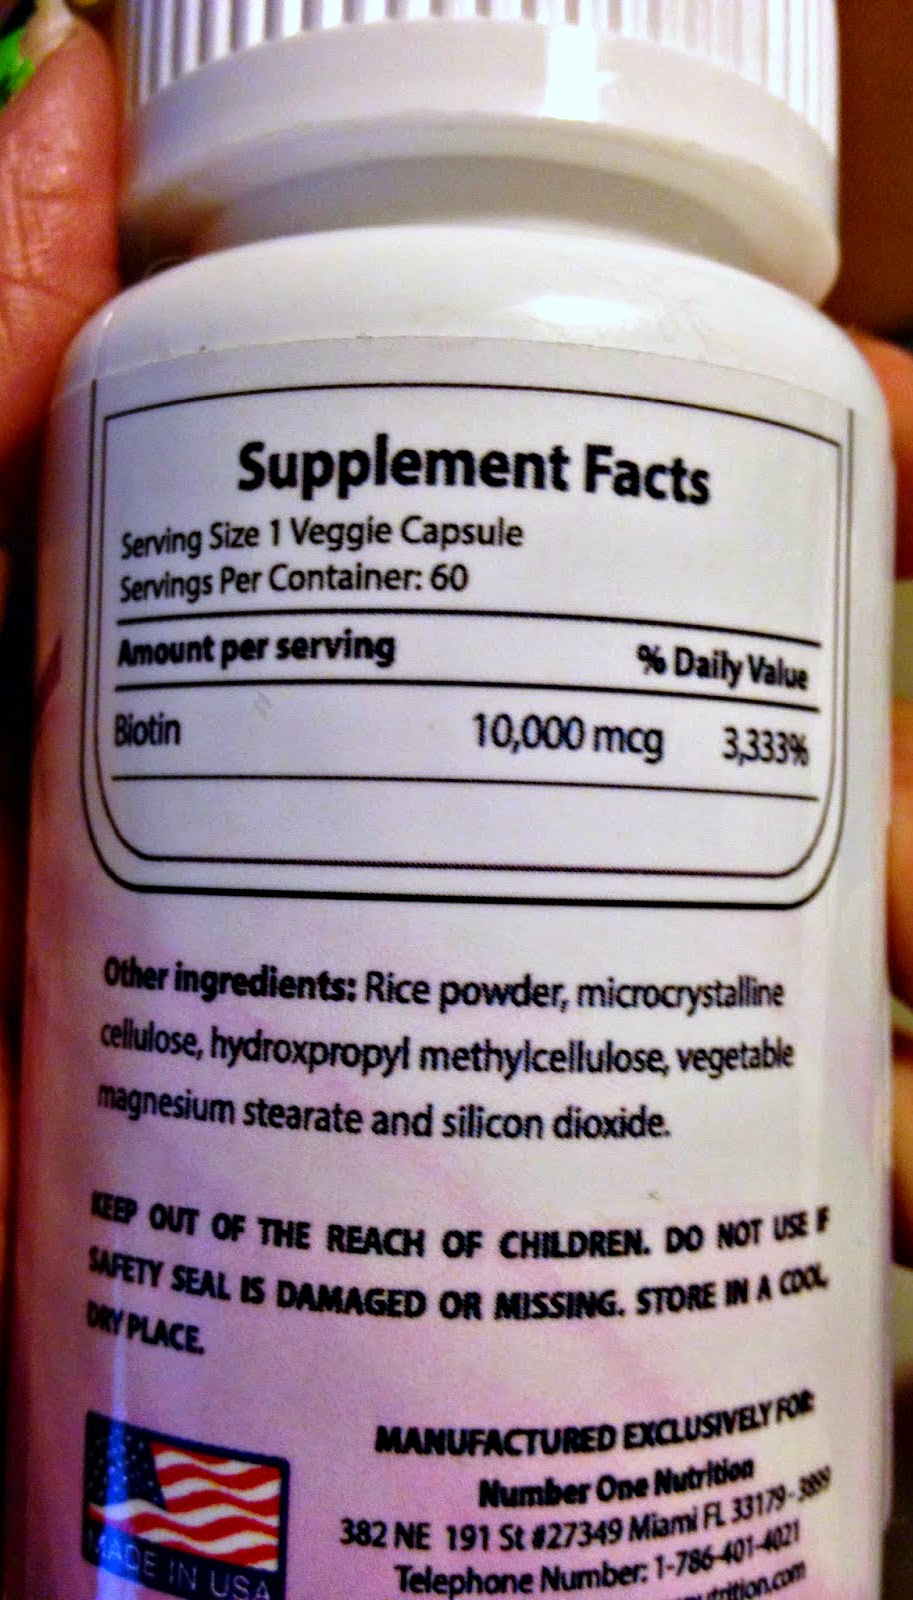 Supplement Facts
Serving Size 1 Veggie Capsule
Servings Per Container: 60
Amount per serving % Daily Value
Biotin 10,000 mcg 3,333%
Other ingredients: Rice powder, microcrystalline
cellulose, hydroxpropyl methylcellulose, vegetable
magnesium stearate and silicon dioxide.
KEEP OUT OF THE REACH OF CHILDREN. DO NOT USE IF
SAFETY SEAL IS DAMAGED OR MISSING. STORE IN A COOL,
DRY PLACE.
MADE IN USA
MANUFACTURED EXCLUSIVELY FOR:
Number One Nutrition
382 NE 191 St #27349 Miami FL 33179-3899
Telephone Number: 1-786-401-4021